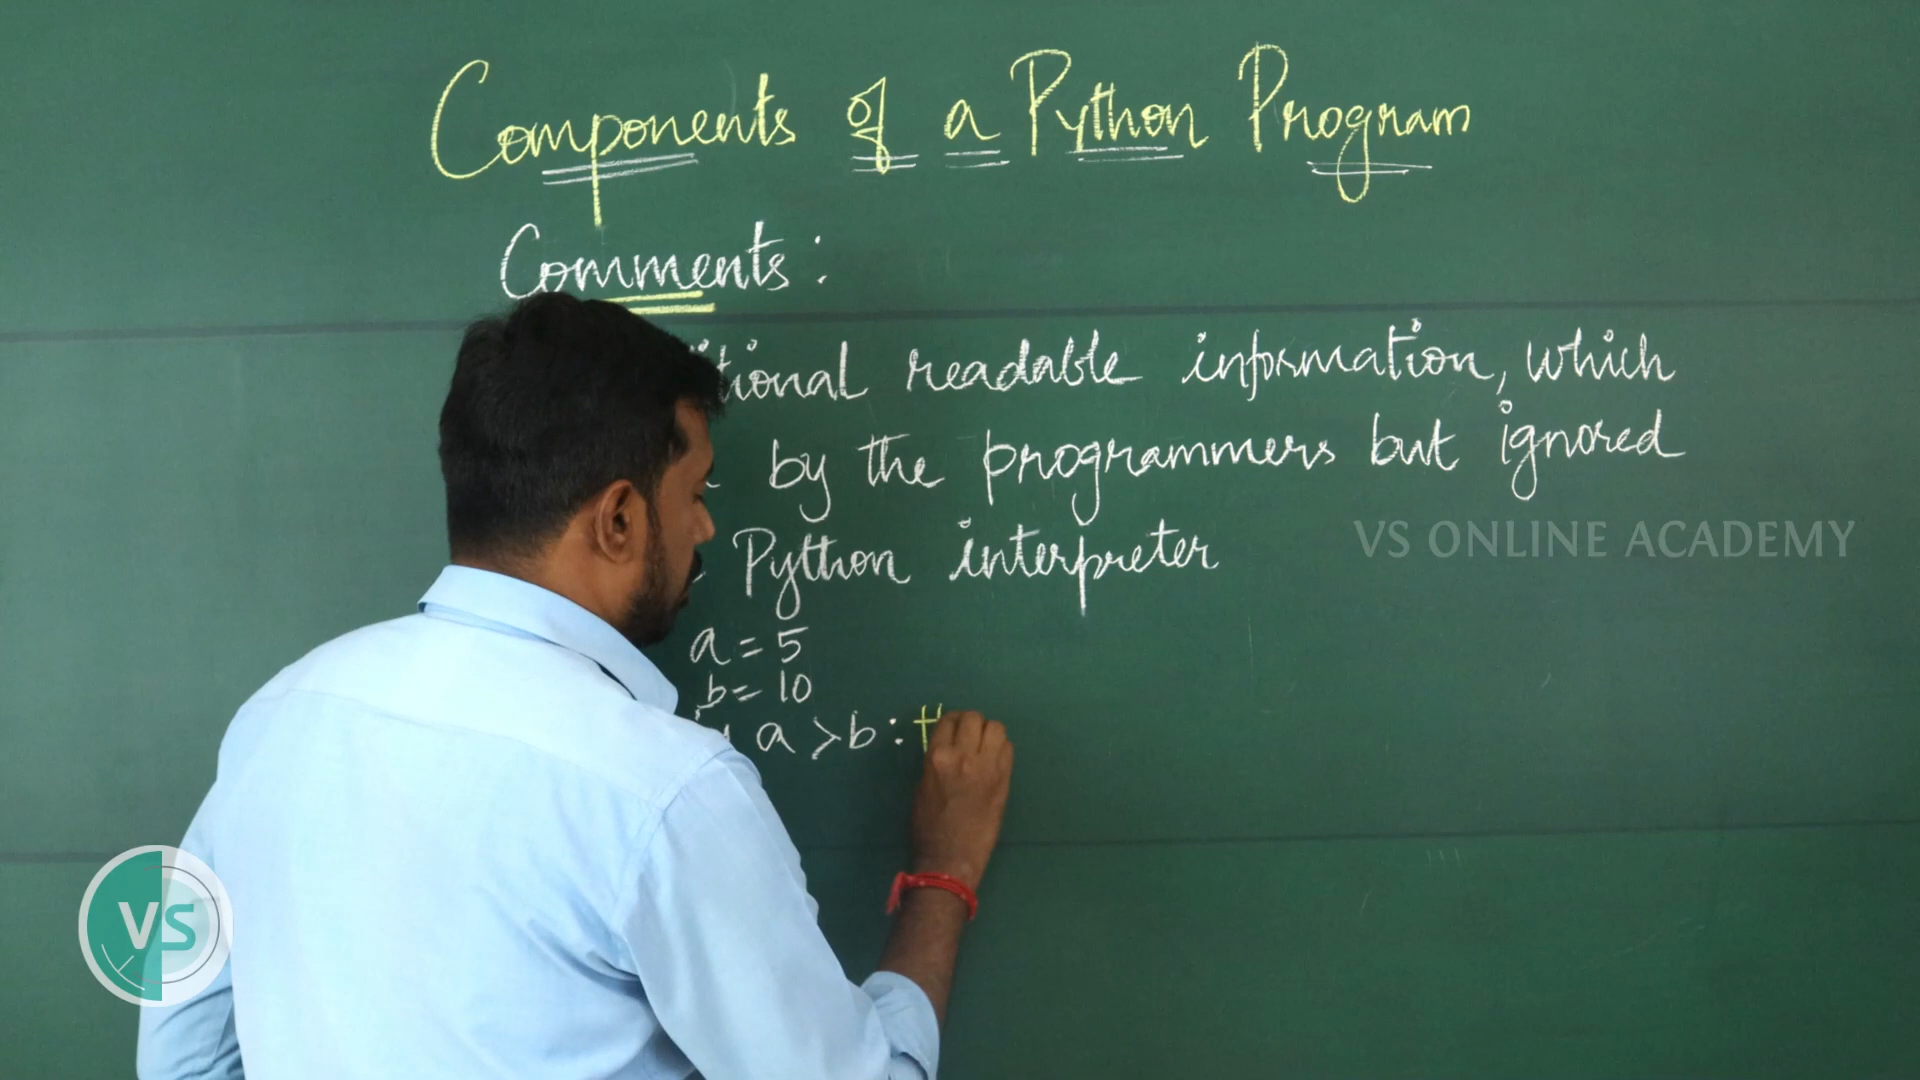 Components of a Python Program
Comments:
readable information, which
by the programmers but ignored
Python interpreter
VS ONLINE ACADEMY
a = 5
b = 10
a > b :
VS